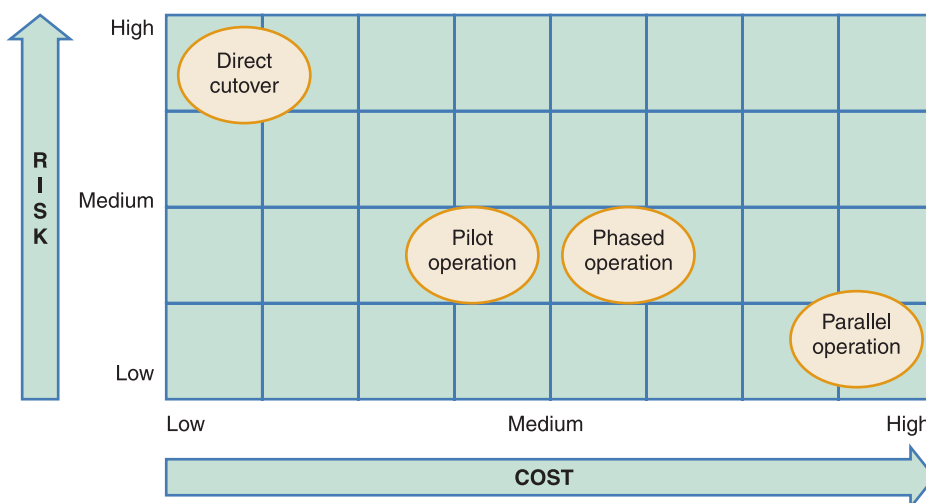 High
Direct
cutover
R
I
S
K
Medium
Pilot
operation
Phased
operation
Parallel
operation
Low
Low
Medium
High
COST